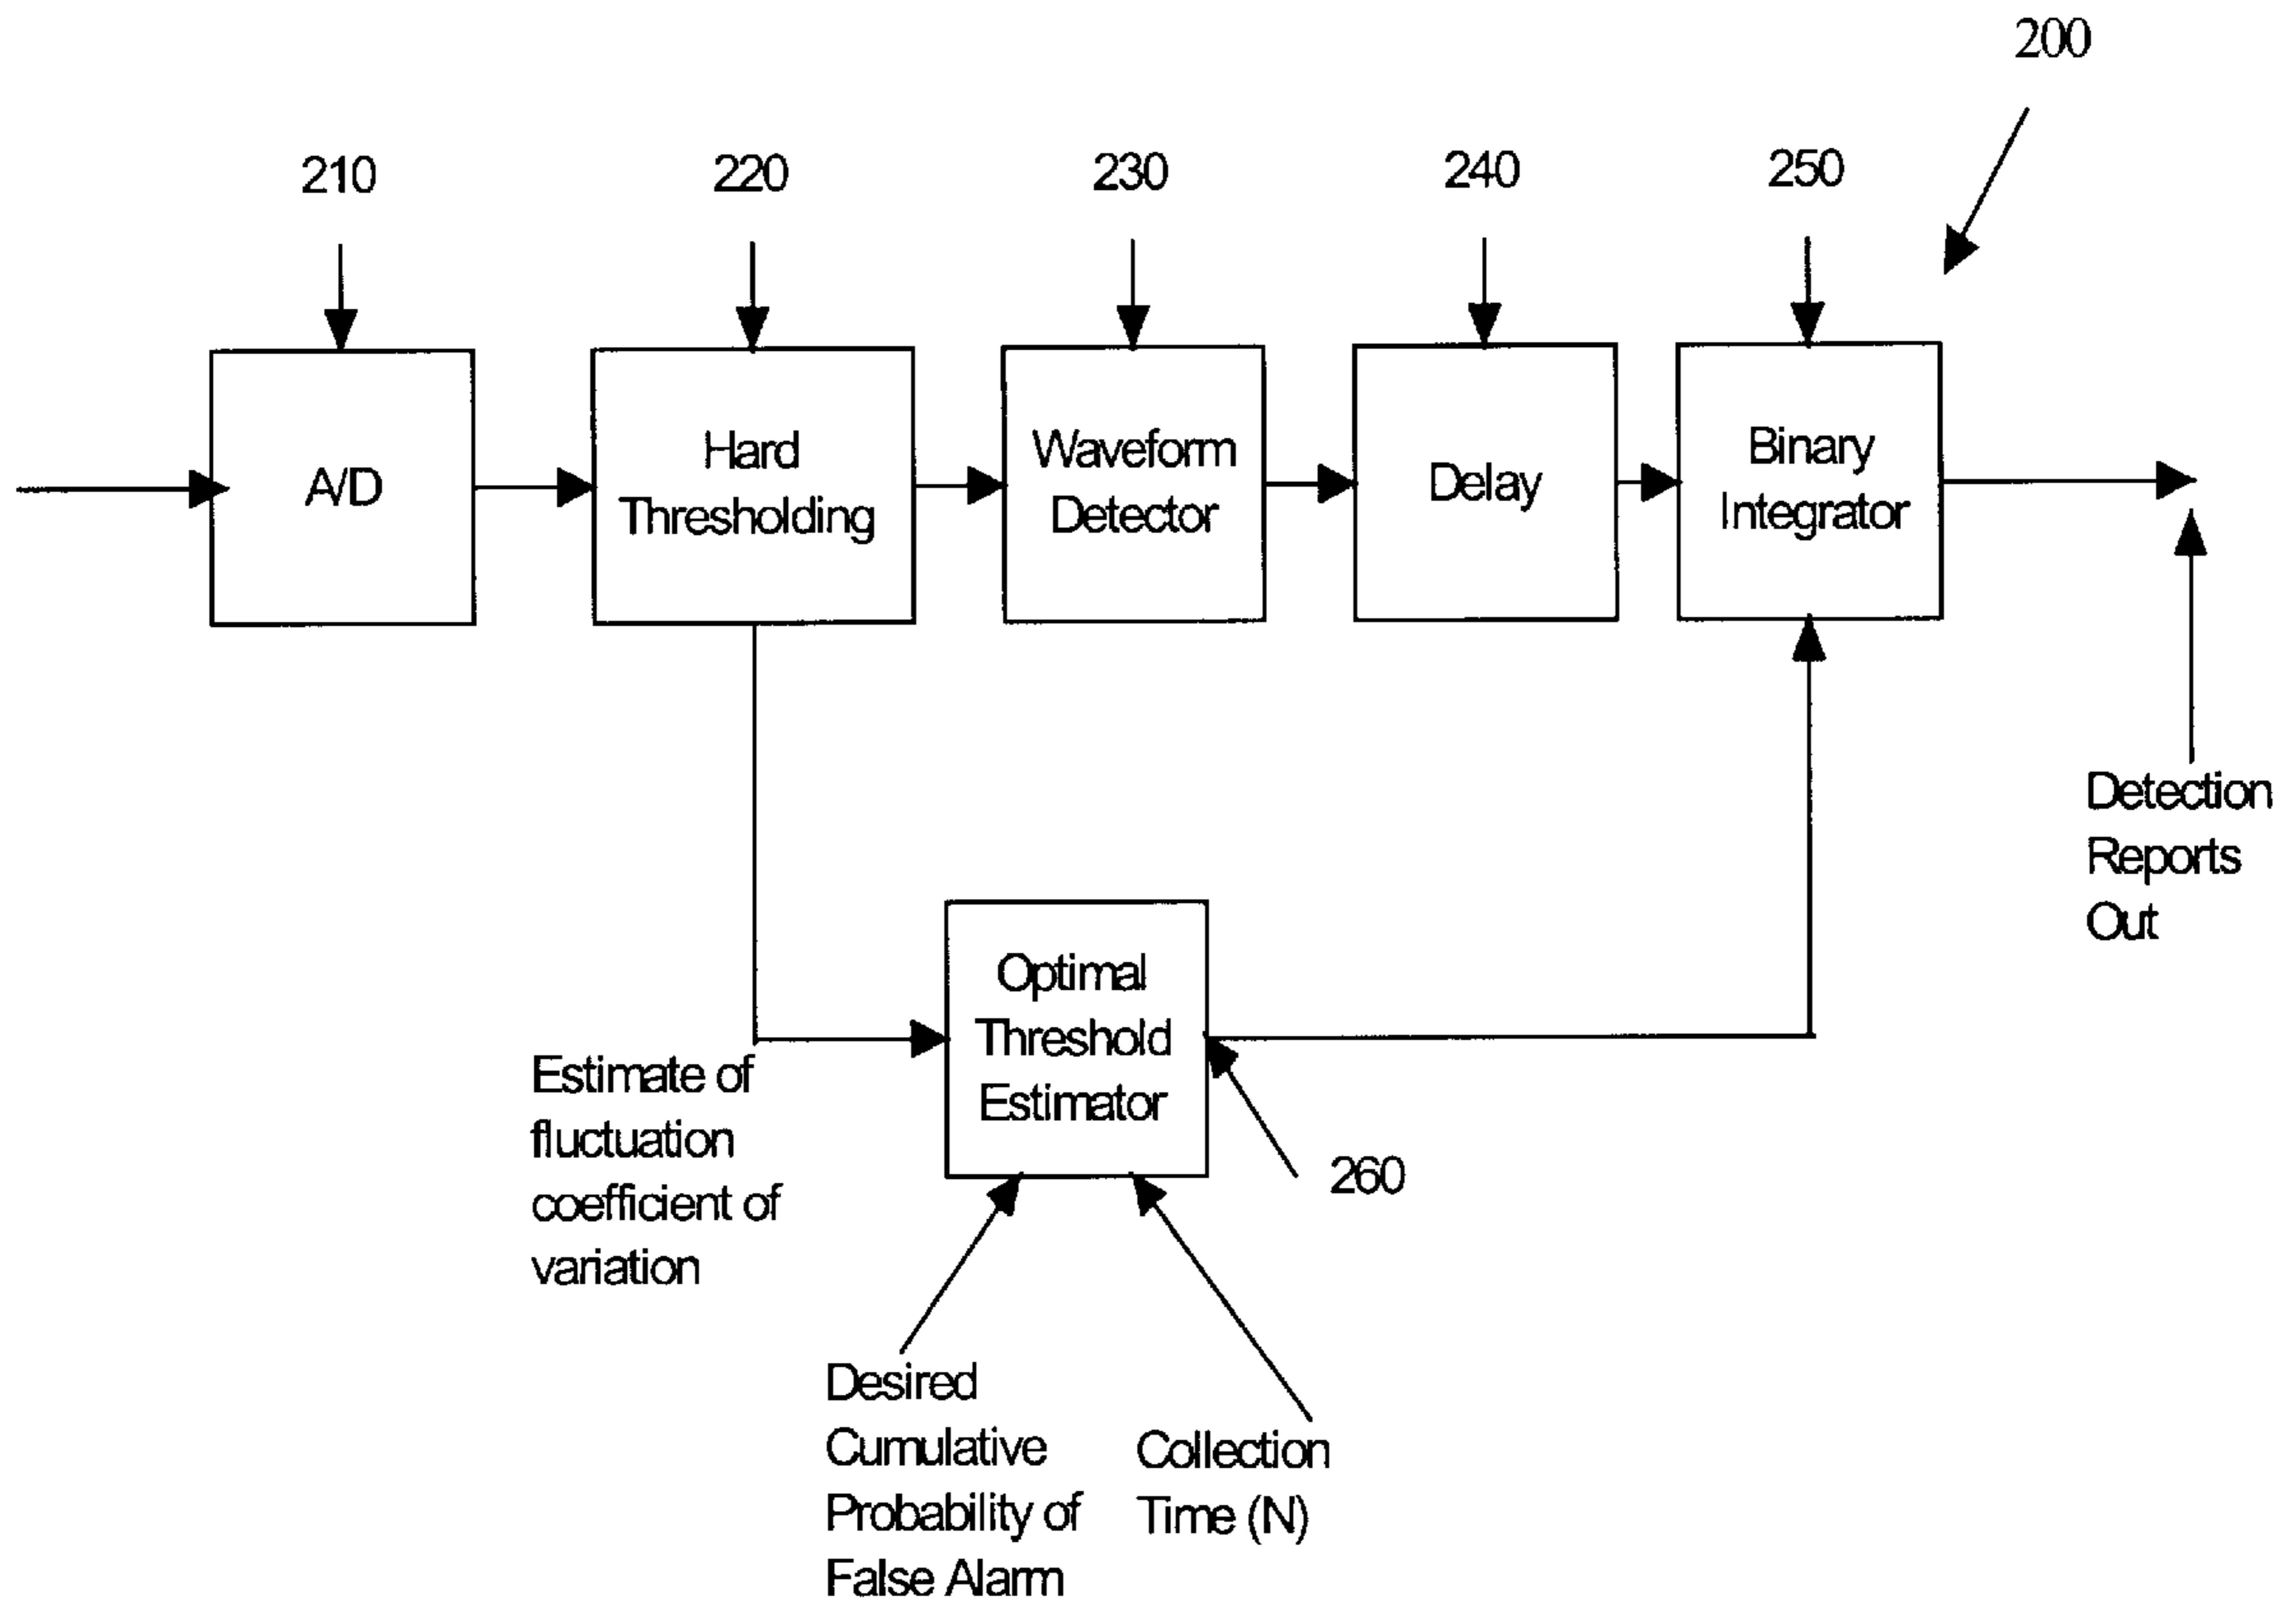 200
210
220
230
240
250
A/D
Hard
Thresholding
Waveform
Detector
Delay
Binary
Integrator
Detection
Reports
Out
Optimal
Threshold
Estimator
Estimate of
fluctuation
coefficient of
variation
260
Desired
Cumulative
Probability of
False Alarm
Collection
Time (N)